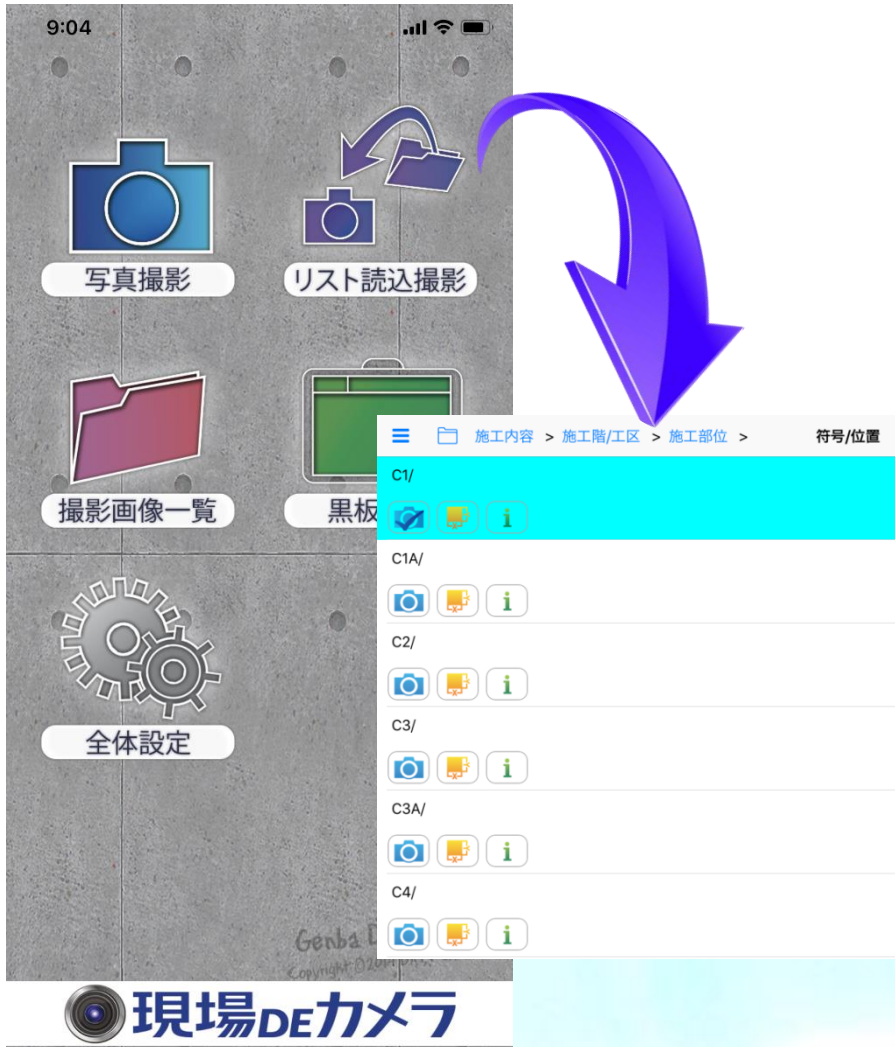 9:04
写真撮影
リスト読込撮影
撮影画像一覧
黒板
全体設定
施工内容 > 施工階/工区 > 施工部位 > 符号/位置
C1/
C1A/
C2/
C3/
C3A/
C4/
Genba
Copyright
現場DEカメラ